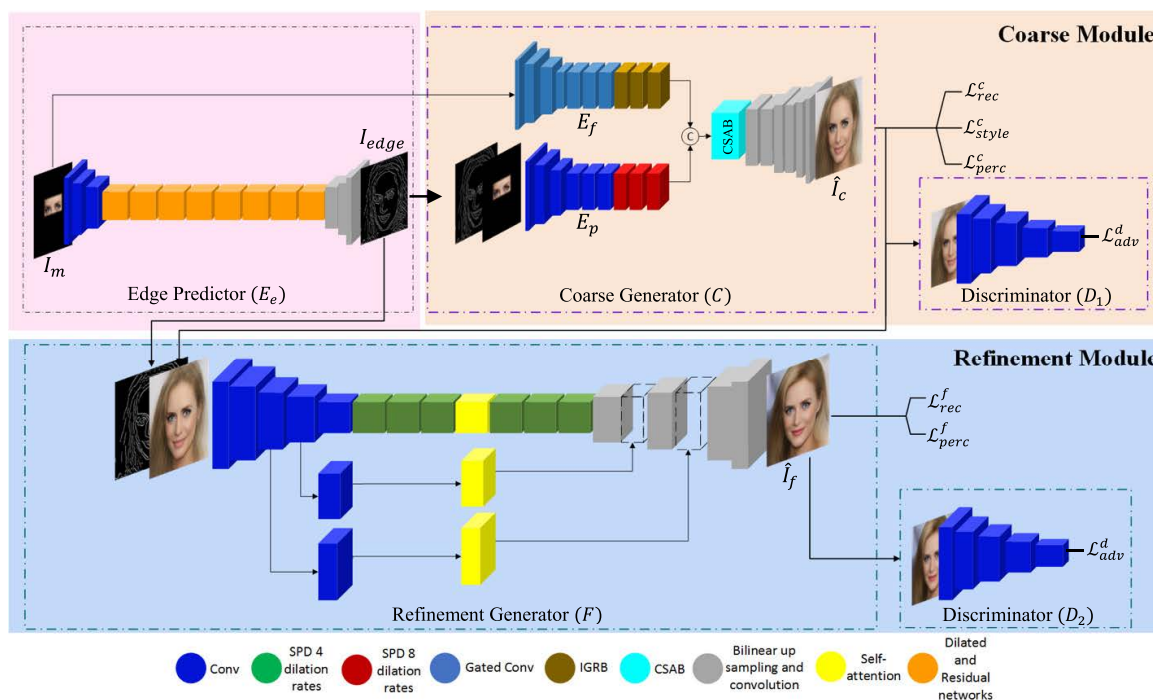 Coarse Module
I_edge
I_m
Edge Predictor (E_e)
E_f
C
CSAB
E_p
Î_c
Coarse Generator (C)
ℒ^c_rec
ℒ^c_style
ℒ^c_perc
ℒ^d_adv
Discriminator (D_1)
Refinement Module
Î_f
Refinement Generator (F)
ℒ^f_rec
ℒ^f_perc
ℒ^d_adv
Discriminator (D_2)
Conv
SPD 4
dilation
rates
SPD 8
dilation
rates
Gated Conv
IGRB
CSAB
Bilinear up
sampling and
convolution
Self-
attention
Dilated
and
Residual
networks